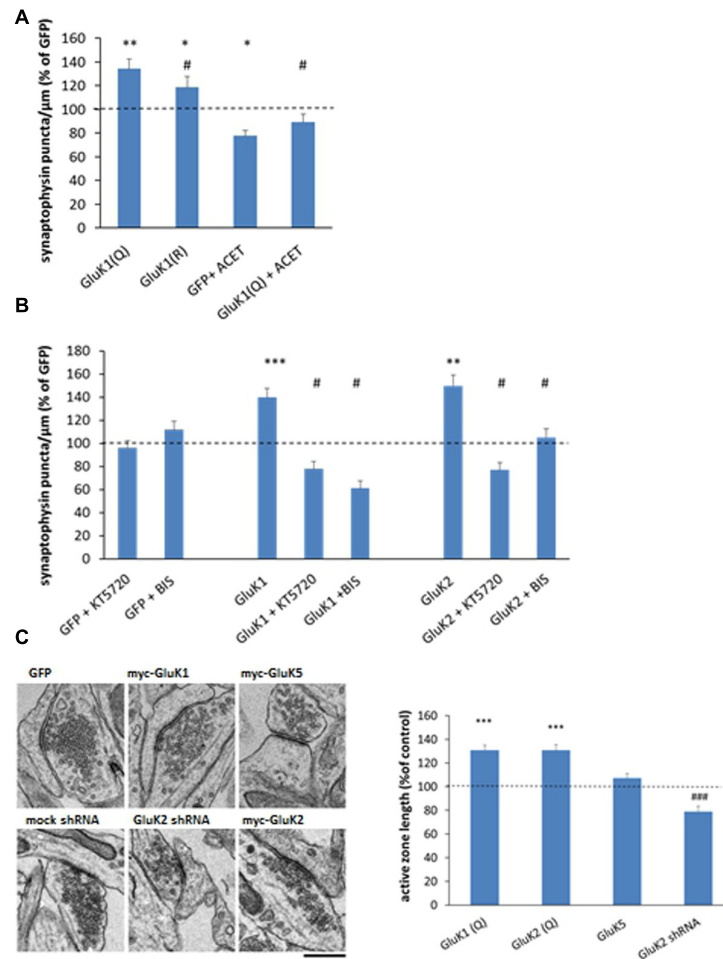 A
synaptophysin puncta/µm (% of GFP)
160
140
120
100
80
60
40
20
0
**
*
#
*
#
GluK1(Q)
GluK1(R)
GFP+ ACET
GluK1(Q) + ACET
B
synaptophysin puncta/µm (% of GFP)
180
160
140
120
100
80
60
40
20
0
***
#
#
**
#
#
GFP + KT5720
GFP + BIS
GluK1
GluK1 + KT5720
GluK1 +BIS
GluK2
GluK2 + KT5720
GluK2 + BIS
C
GFP
myc-GluK1
myc-GluK5
mock shRNA
GluK2 shRNA
myc-GluK2
active zone length (%of control)
160
140
120
100
80
60
40
20
0
***
***
###
GluK1 (Q)
GluK2 (Q)
GluK5
GluK2 shRNA